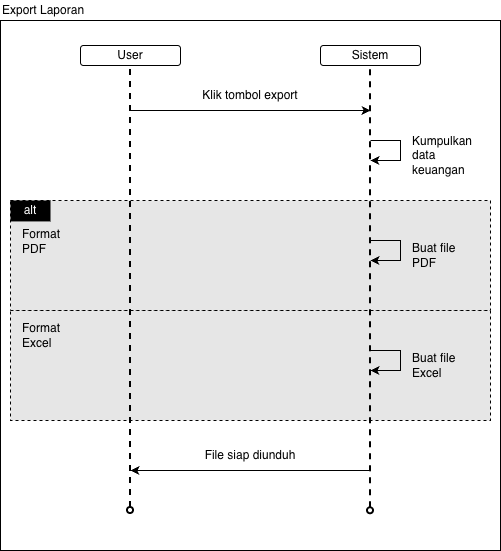 Export Laporan
User
Sistem
Klik tombol export
Kumpulkan
data
keuangan
alt
Format
PDF
Buat file
PDF
Format
Excel
Buat file
Excel
File siap diunduh